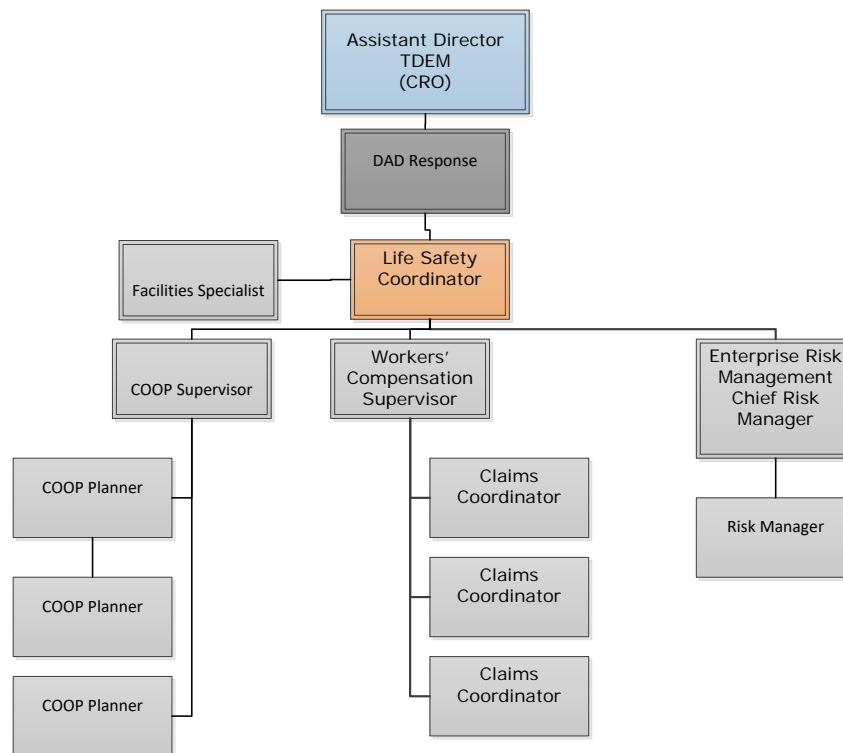 Assistant Director
TDEM
(CRO)
DAD Response
Life Safety
Coordinator
Facilities Specialist
COOP Supervisor
Workers’
Compensation
Supervisor
Enterprise Risk
Management
Chief Risk
Manager
COOP Planner
Claims
Coordinator
Risk Manager
COOP Planner
Claims
Coordinator
COOP Planner
Claims
Coordinator